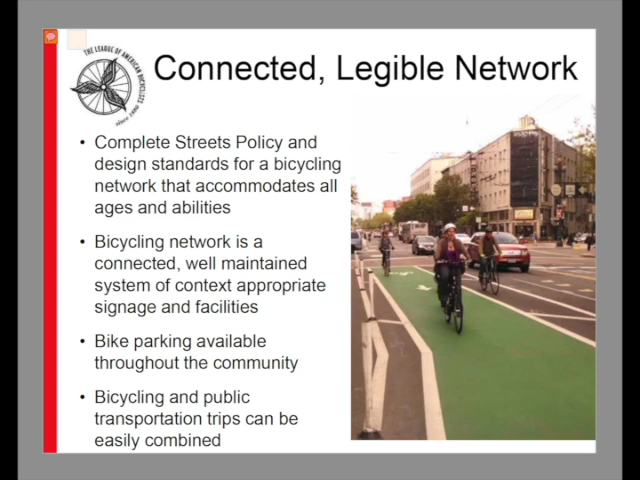 THE LEAGUE OF AMERICAN BICYCLISTS
since 1880
Connected, Legible Network
• Complete Streets Policy and
design standards for a bicycling
network that accommodates all
ages and abilities
• Bicycling network is a
connected, well maintained
system of context appropriate
signage and facilities
• Bike parking available
throughout the community
• Bicycling and public
transportation trips can be
easily combined